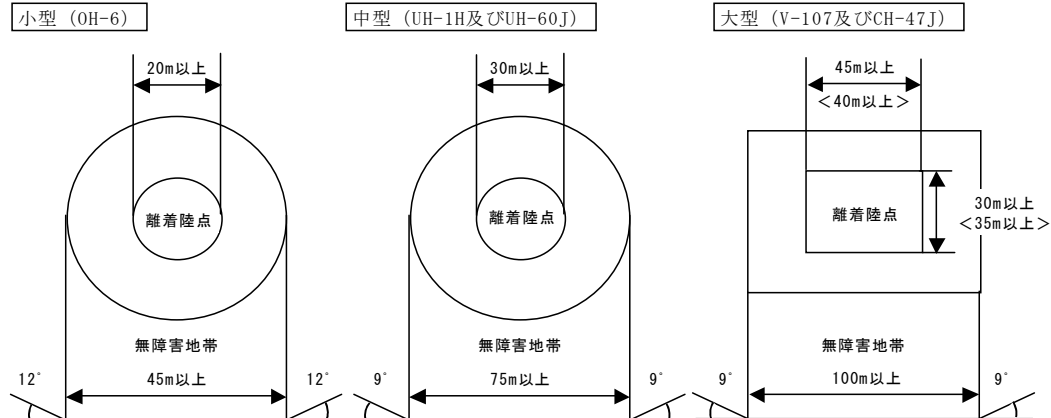 小型（OH-6）
20m以上
離着陸点
無障害地帯
12° 45m以上 12°
中型（UH-1H及びUH-60J）
30m以上
離着陸点
無障害地帯
9° 75m以上 9°
大型（V-107及びCH-47J）
45m以上
＜40m以上＞
離着陸点
30m以上
＜35m以上＞
無障害地帯
9° 100m以上 9°